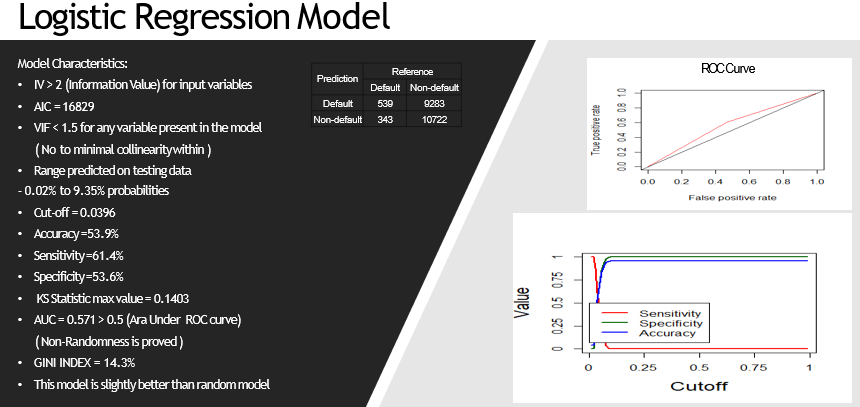 Logistic Regression Model
Model Characteristics:
• IV > 2 (Information Value) for input variables
• AIC = 16829
• VIF < 1.5 for any variable present in the model
( No to minimal collinearity within )
• Range predicted on testing data
- 0.02% to 9.35% probabilities
• Cut-off = 0.0396
• Accuracy =53.9%
• Sensitivity =61.4%
• Specificity =53.6%
• KS Statistic max value = 0.1403
• AUC = 0.571 > 0.5 (Ara Under ROC curve)
( Non-Randomness is proved )
• GINI INDEX = 14.3%
• This model is slightly better than random model
Prediction Reference
Default Non-default
Default 539 9283
Non-default 343 10722
ROC Curve
True positive rate
0.0 0.2 0.4 0.6 0.8 1.0
0.0 0.2 0.4 0.6 0.8 1.0
False positive rate
Value
0 0.25 0.5 0.75 1
Sensitivity
Specificity
Accuracy
0 0.25 0.5 0.75 1
Cutoff